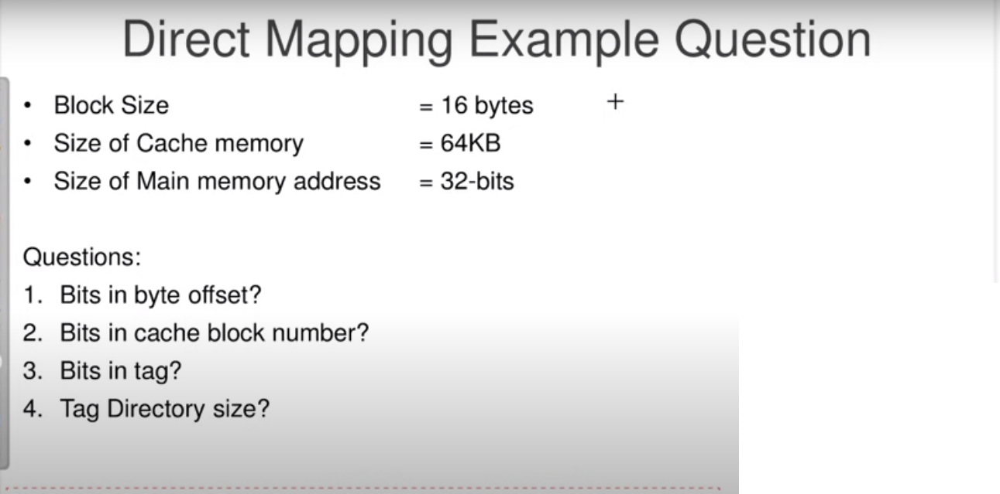 Direct Mapping Example Question
• Block Size = 16 bytes +
• Size of Cache memory = 64KB
• Size of Main memory address = 32-bits
Questions:
1. Bits in byte offset?
2. Bits in cache block number?
3. Bits in tag?
4. Tag Directory size?